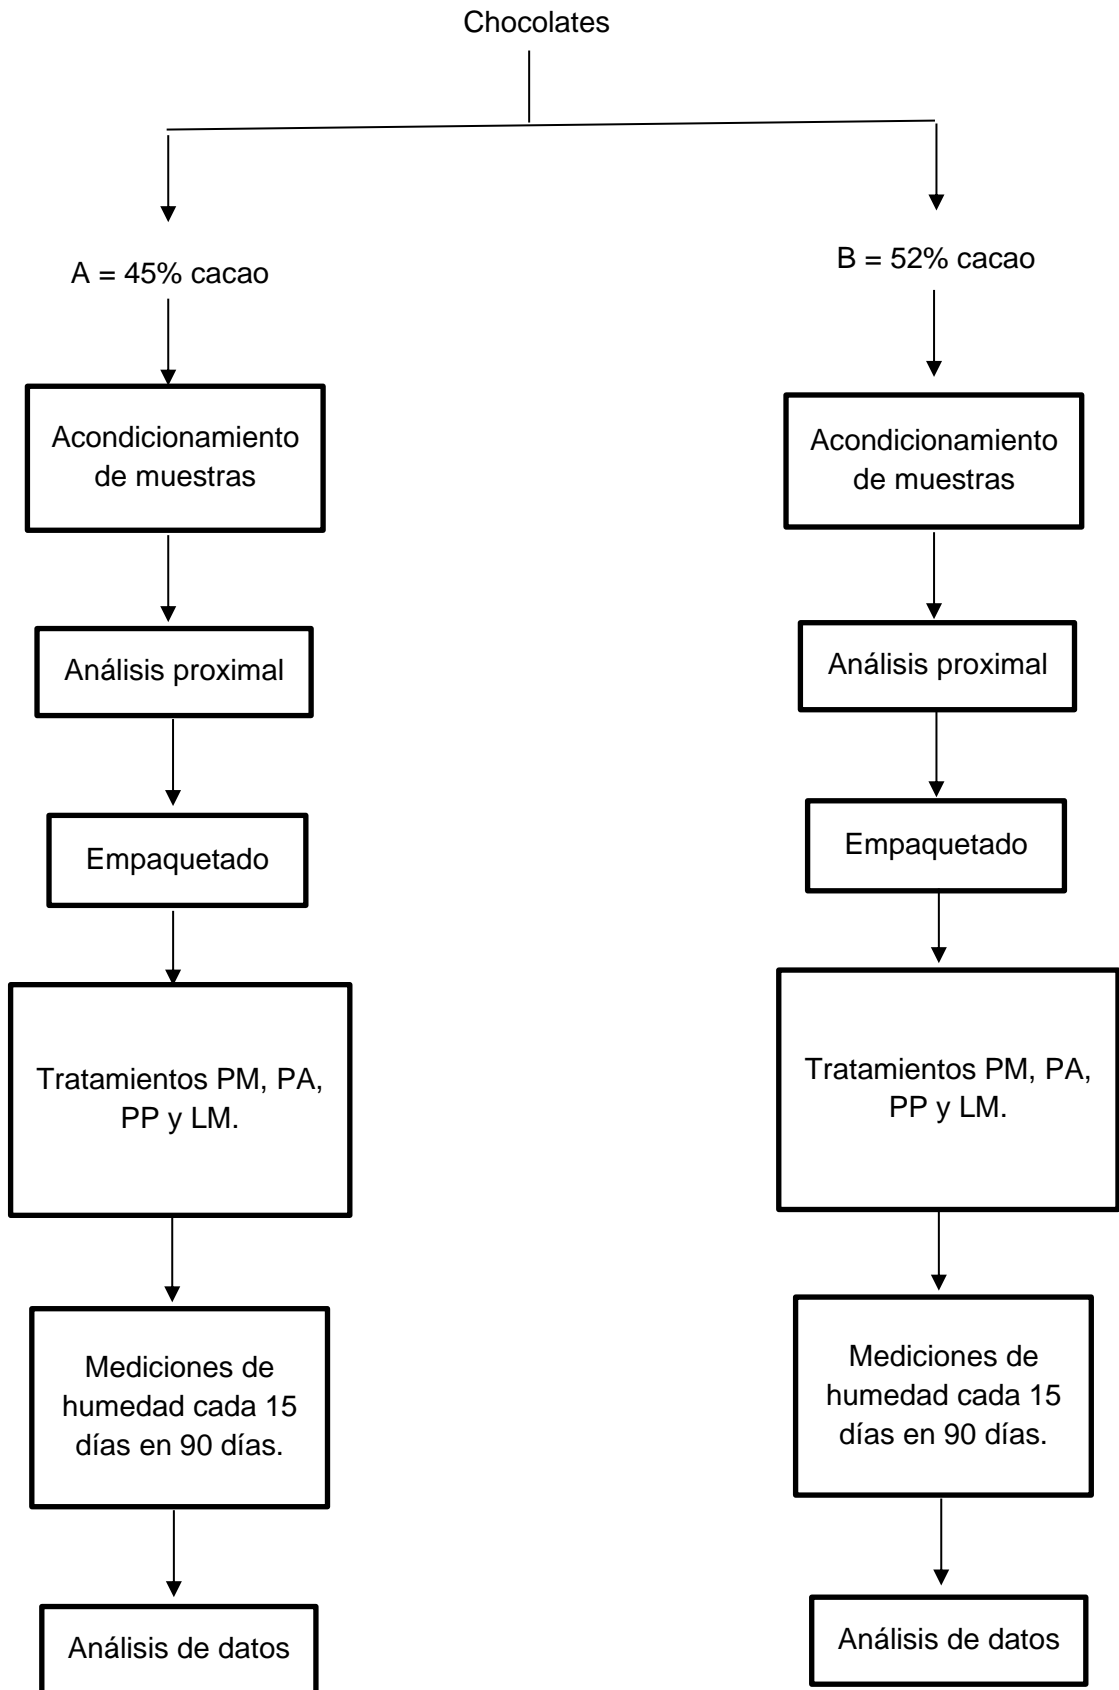 Chocolates
A = 45% cacao
Acondicionamiento
de muestras
Análisis proximal
Empaquetado
Tratamientos PM, PA,
PP y LM.
Mediciones de
humedad cada 15
días en 90 días.
Análisis de datos
B = 52% cacao
Acondicionamiento
de muestras
Análisis proximal
Empaquetado
Tratamientos PM, PA,
PP y LM.
Mediciones de
humedad cada 15
días en 90 días.
Análisis de datos